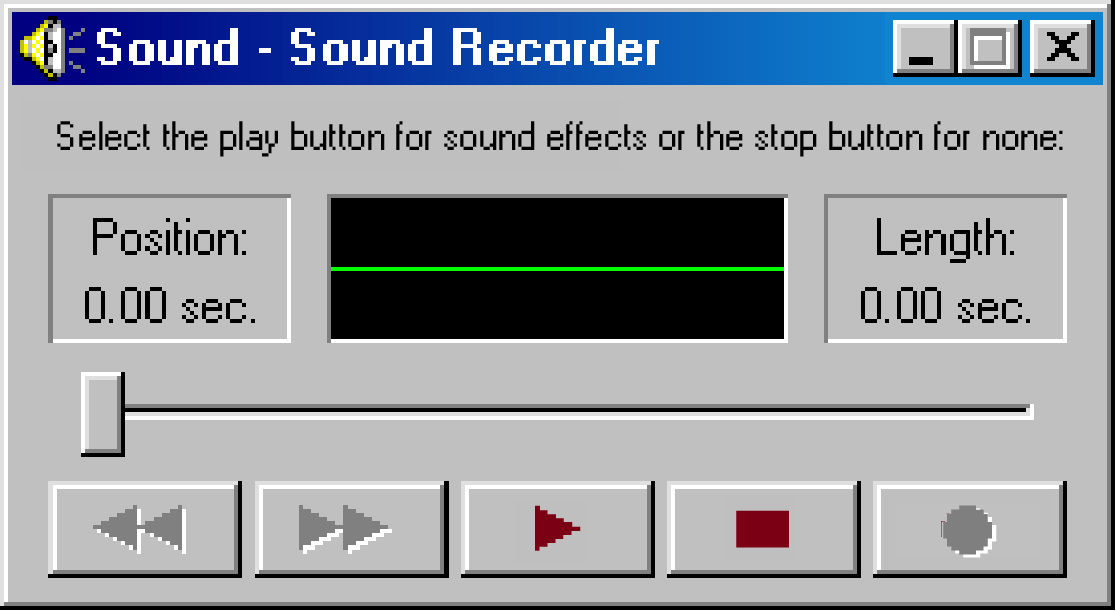 Sound - Sound Recorder
Select the play button for sound effects or the stop button for none:
Position:
0.00 sec.
Length:
0.00 sec.